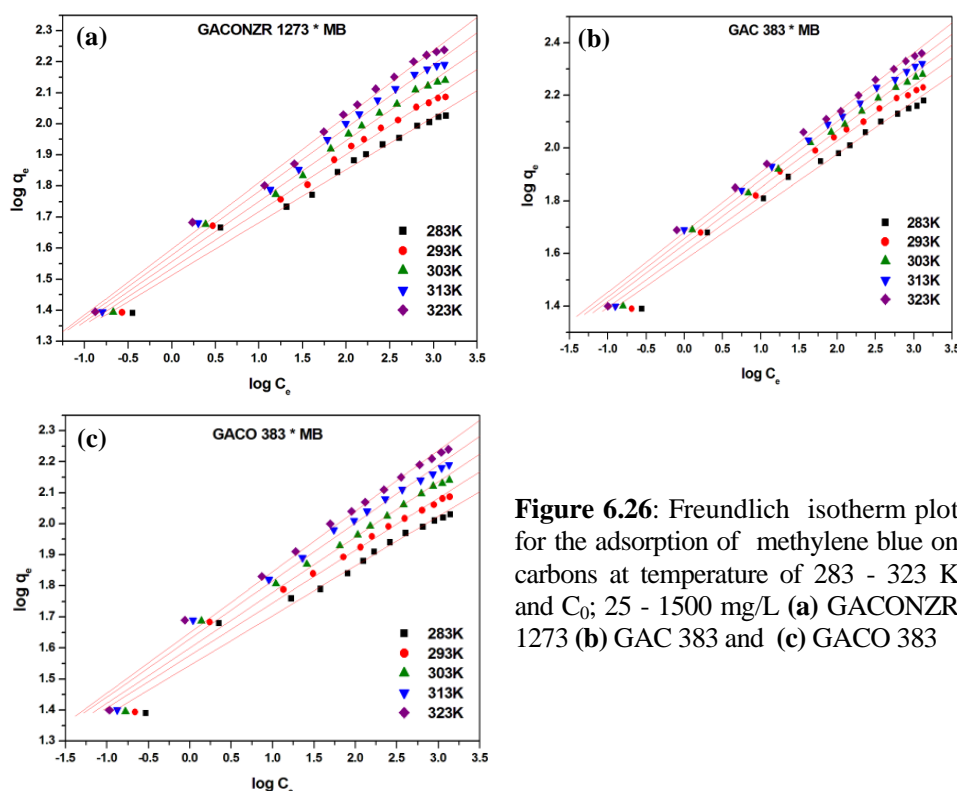 (a)
GACONZR 1273 * MB
2.3
2.2
2.1
2.0
1.9
1.8
1.7
1.6
1.5
1.4
1.3
log qe
283K
293K
303K
313K
323K
-1.0 -0.5 0.0 0.5 1.0 1.5 2.0 2.5 3.0 3.5
log Ce
(b)
GAC 383 * MB
2.4
2.2
2.0
1.8
1.6
1.4
log qe
283K
293K
303K
313K
323K
-1.5 -1.0 -0.5 0.0 0.5 1.0 1.5 2.0 2.5 3.0 3.5
log Ce
(c)
GACO 383 * MB
2.3
2.2
2.1
2.0
1.9
1.8
1.7
1.6
1.5
1.4
1.3
log qe
283K
293K
303K
313K
323K
-1.5 -1.0 -0.5 0.0 0.5 1.0 1.5 2.0 2.5 3.0 3.5
log C
Figure 6.26: Freundlich isotherm plot
for the adsorption of methylene blue on
carbons at temperature of 283 - 323 K
and C0; 25 - 1500 mg/L (a) GACONZR
1273 (b) GAC 383 and (c) GACO 383